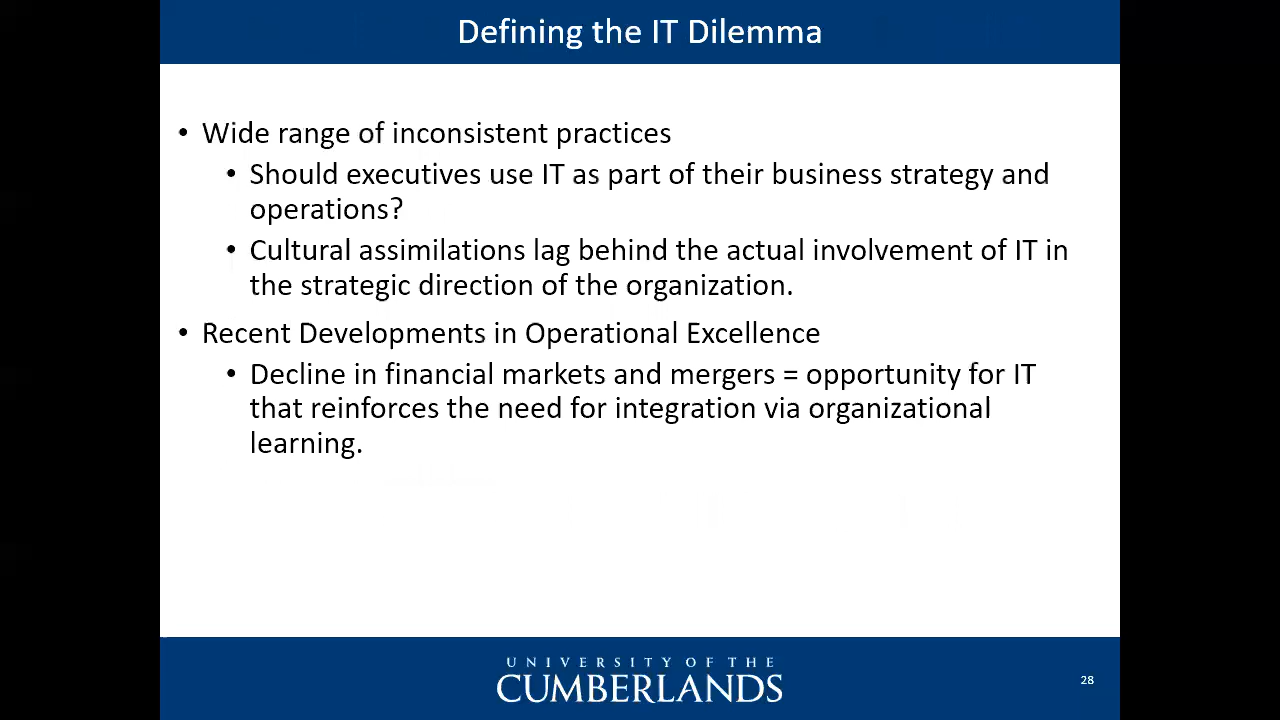 Defining the IT Dilemma
• Wide range of inconsistent practices
• Should executives use IT as part of their business strategy and
operations?
• Cultural assimilations lag behind the actual involvement of IT in
the strategic direction of the organization.
• Recent Developments in Operational Excellence
• Decline in financial markets and mergers = opportunity for IT
that reinforces the need for integration via organizational
learning.
UNIVERSITY OF THE
CUMBERLANDS
28